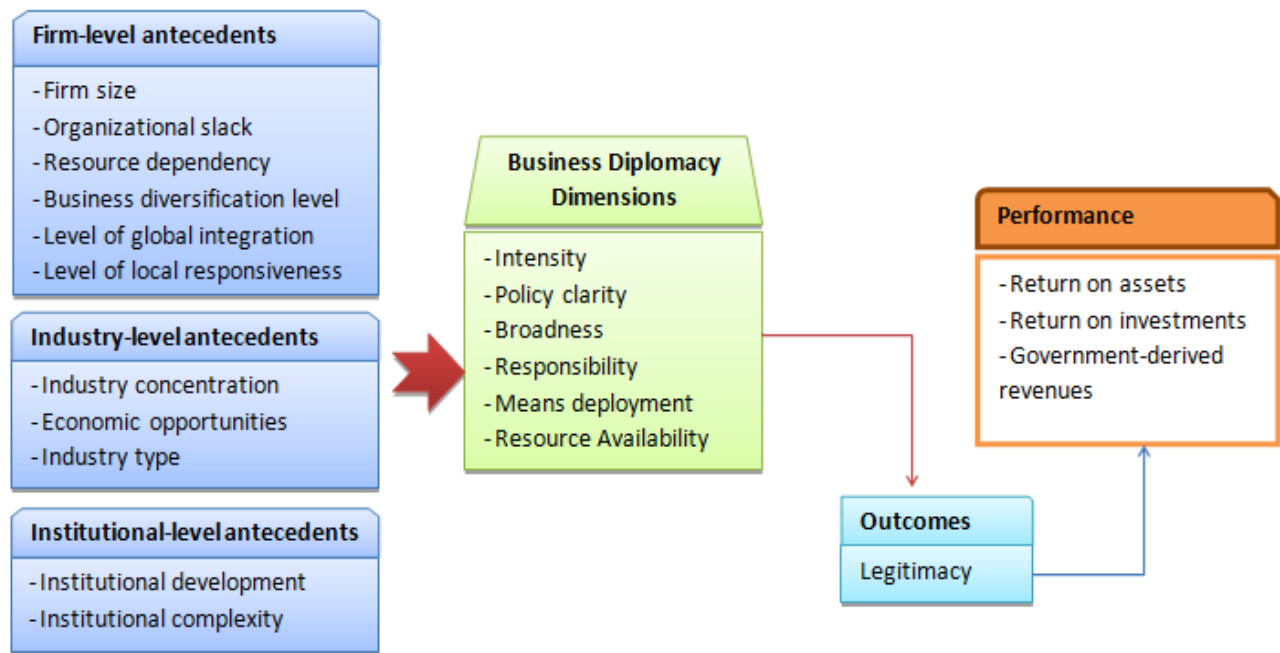 Firm-level antecedents
-Firm size
-Organizational slack
-Resource dependency
-Business diversification level
-Level of global integration
-Level of local responsiveness
Industry-level antecedents
-Industry concentration
-Economic opportunities
-Industry type
Institutional-level antecedents
-Institutional development
-Institutional complexity
Business Diplomacy
Dimensions
-Intensity
-Policy clarity
-Broadness
-Responsibility
-Means deployment
-Resource Availability
Outcomes
Legitimacy
Performance
-Return on assets
-Return on investments
-Government-derived
revenues